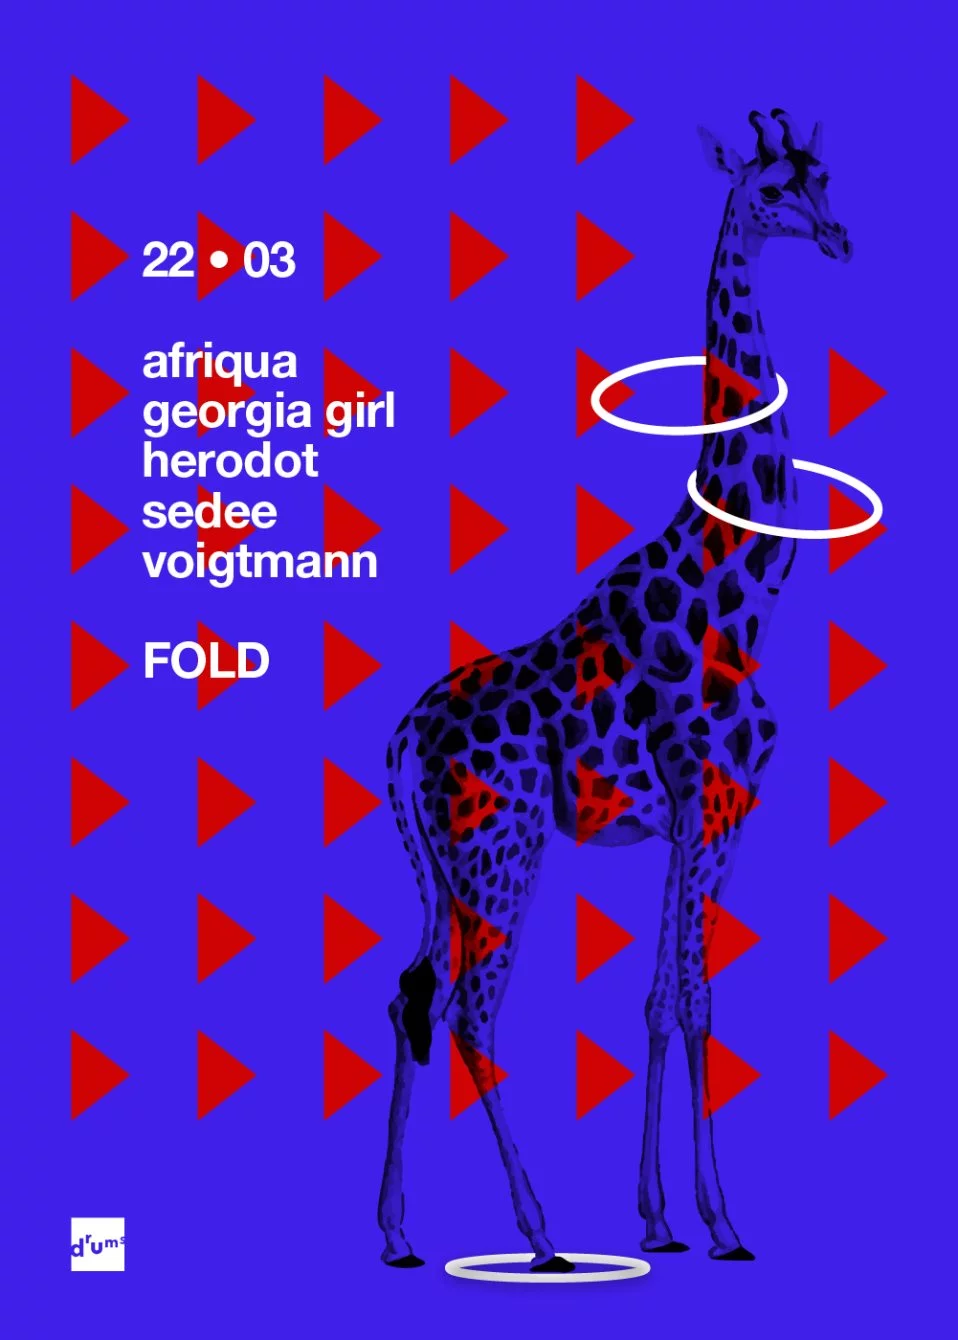 22 • 03
afriqua
georgia girl
herodot
sedee
voigtmann
FOLD
drums